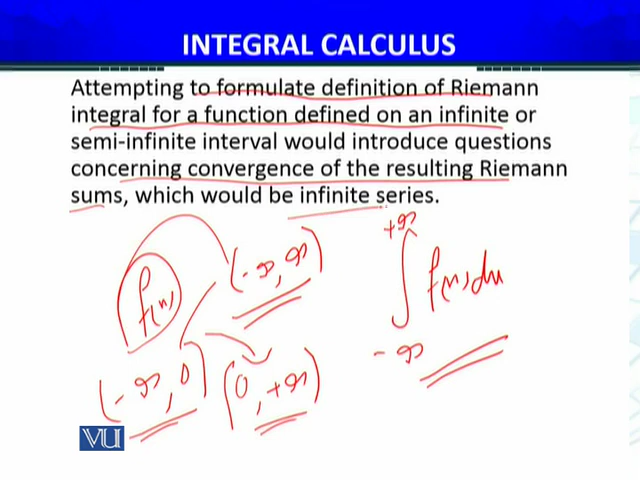 INTEGRAL CALCULUS
Attempting to formulate definition of Riemann
integral for a function defined on an infinite or
semi-infinite interval would introduce questions
concerning convergence of the resulting Riemann
sums, which would be infinite series.
+∞
f(x) (-∞, ∞) ∫ f(x) dx
-∞
(-∞, 0) (0, +∞)
VU